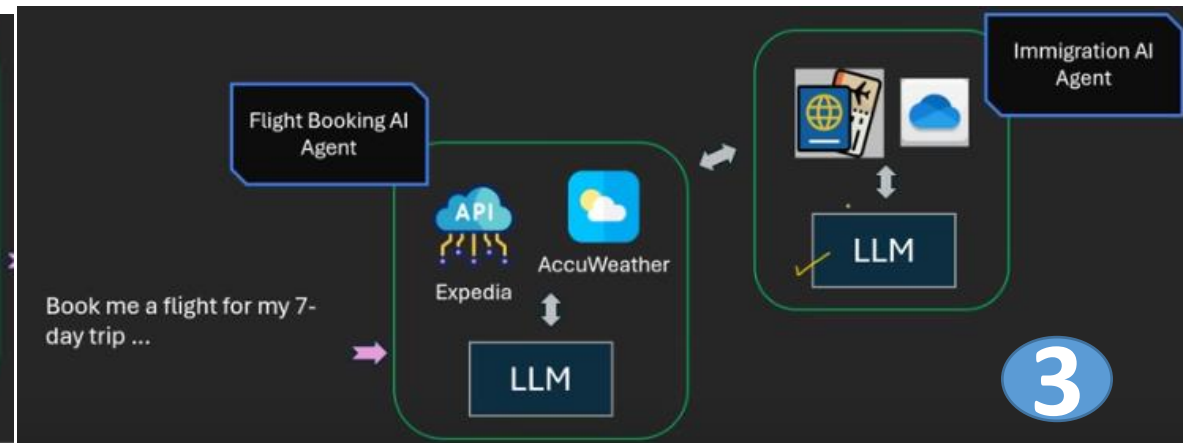 Immigration AI
Agent
Flight Booking AI
Agent
API
AccuWeather
Expedia
LLM
Book me a flight for my 7-
day trip ...
LLM
3